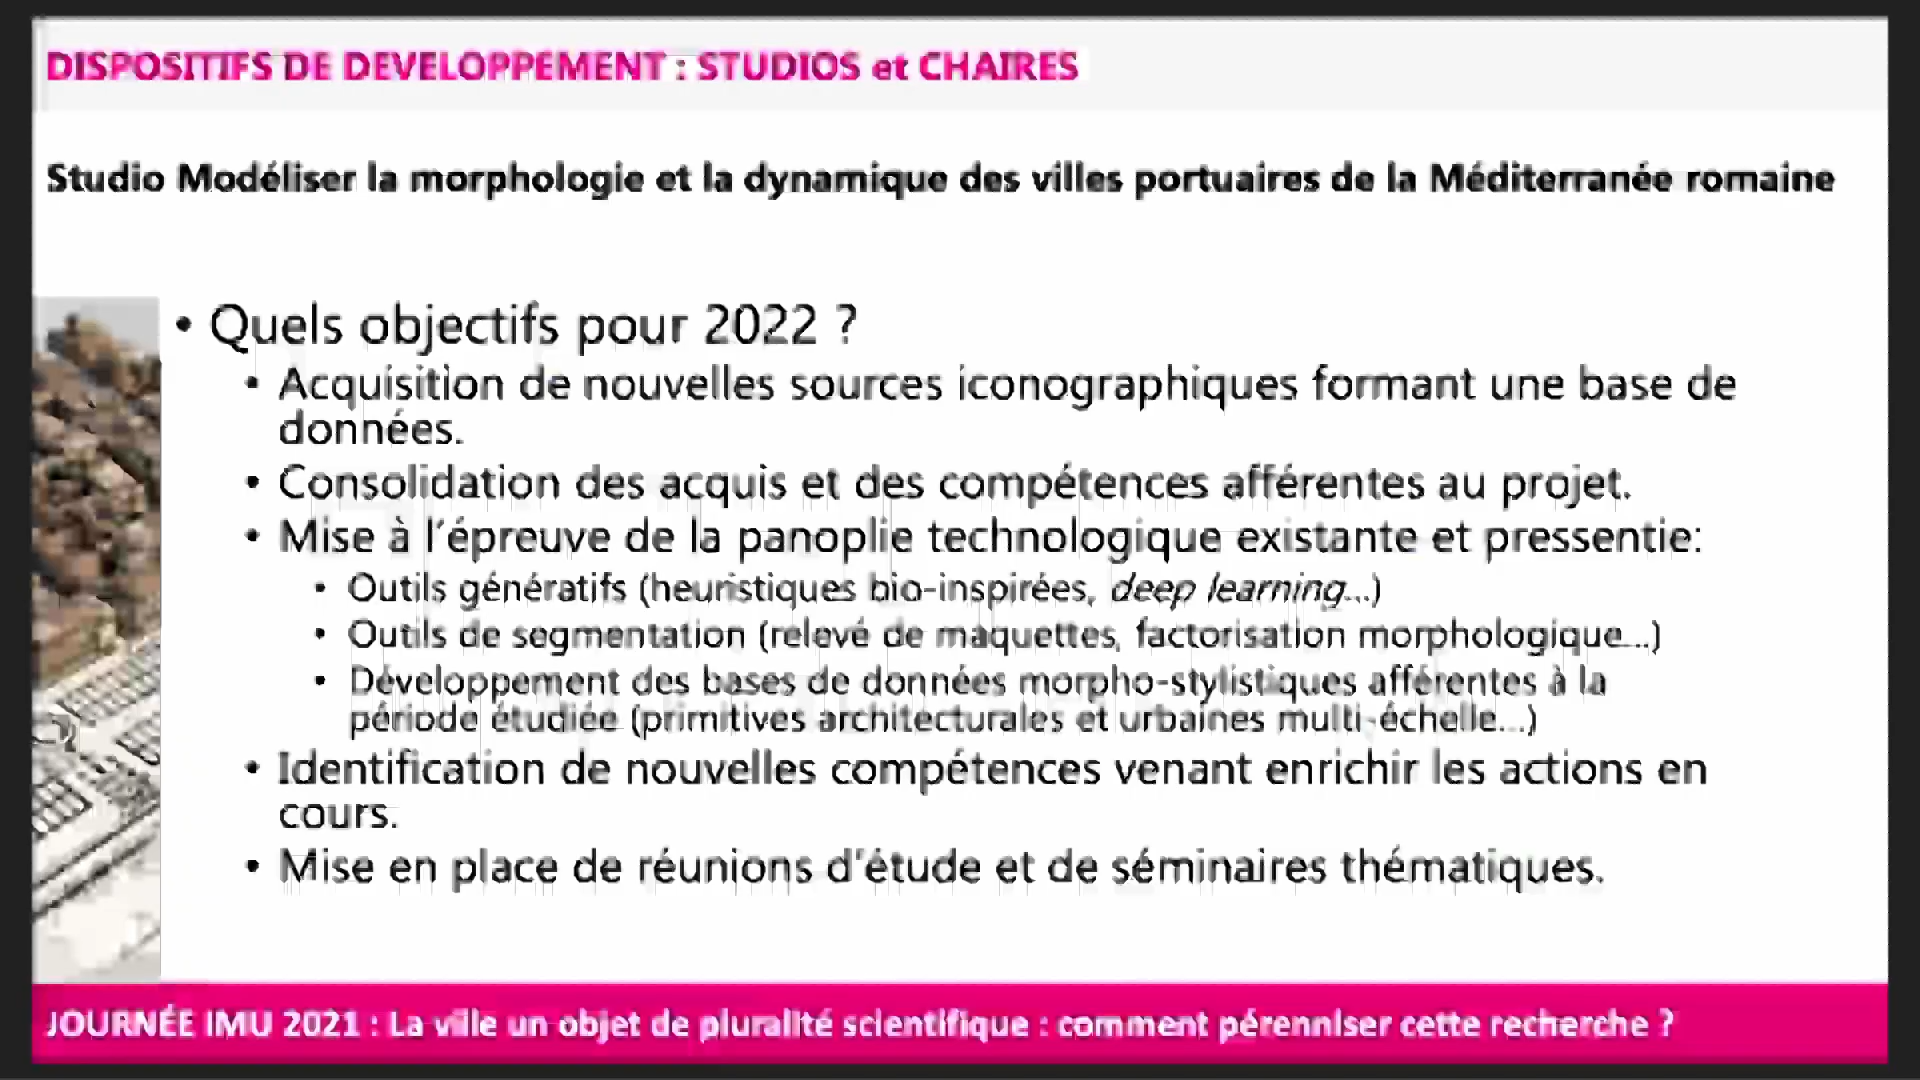 DISPOSITIFS DE DEVELOPPEMENT : STUDIOS et CHAIRES
Studio Modéliser la morphologie et la dynamique des villes portuaires de la Méditerranée romaine
• Quels objectifs pour 2022 ?
• Acquisition de nouvelles sources iconographiques formant une base de
données.
• Consolidation des acquis et des compétences afférentes au projet.
• Mise à l'épreuve de la panoplie technologique existante et pressentie:
• Outils génératifs (heuristiques bio-inspirées, deep learning...)
• Outils de segmentation (relevé de maquettes, factorisation morphologique...)
• Développement des bases de données morpho-stylistiques afférentes à la
période étudiée (primitives architecturales et urbaines multi-échelle...)
• Identification de nouvelles compétences venant enrichir les actions en
cours.
• Mise en place de réunions d'étude et de séminaires thématiques.
JOURNÉE IMU 2021 : La ville un objet de pluralité scientifique : comment pérenniser cette recherche ?